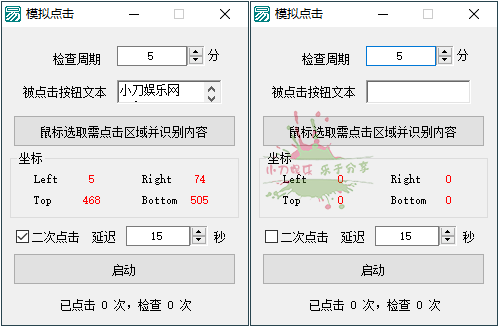 模拟点击
检查周期 5 分
被点击按钮文本 小刀娱乐网
鼠标选取需点击区域并识别内容
坐标
Left 5 Right 74
Top 468 Bottom 505
二次点击 延迟 15 秒
启动
已点击 0 次，检查 0 次
模拟点击
检查周期 5 分
被点击按钮文本
鼠标选取需点击区域并识别内容
坐标
Left 0 Right 0
Top 0 Bottom 0
二次点击 延迟 15 秒
启动
已点击 0 次，检查 0 次
小刀娱乐 乐于分享